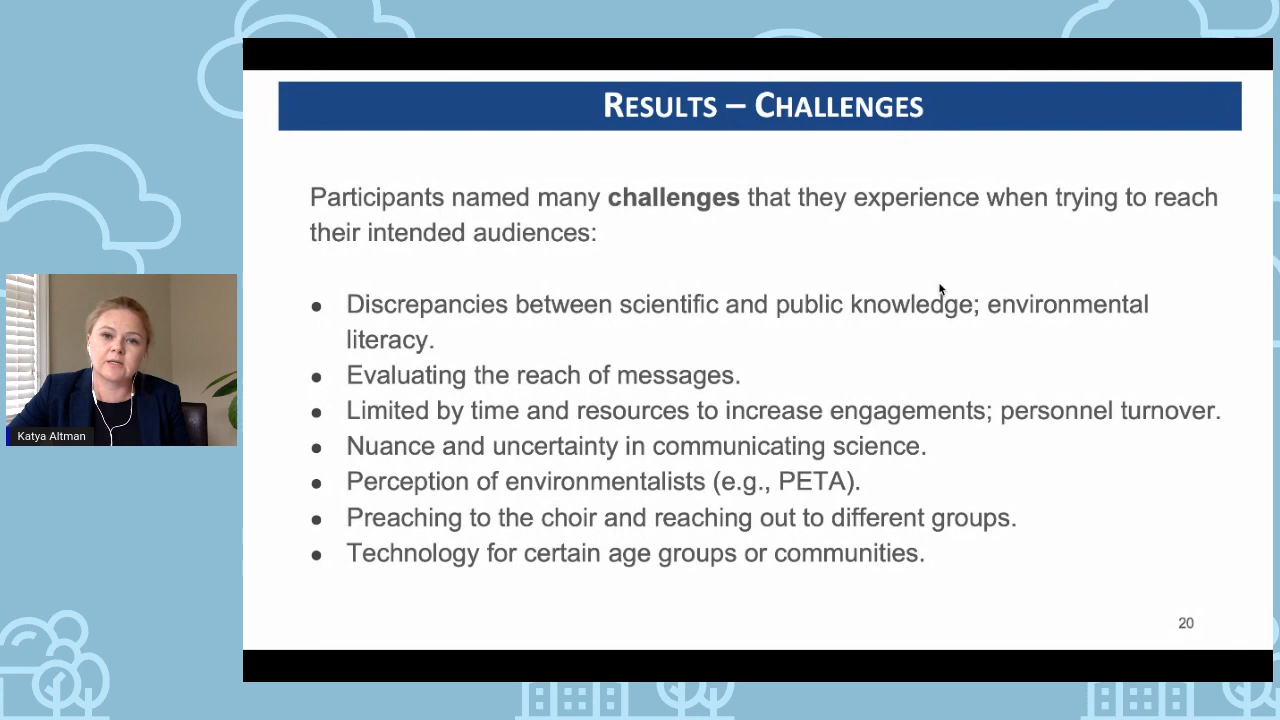 RESULTS – CHALLENGES
Participants named many challenges that they experience when trying to reach
their intended audiences:
● Discrepancies between scientific and public knowledge; environmental
literacy.
● Evaluating the reach of messages.
● Limited by time and resources to increase engagements; personnel turnover.
● Nuance and uncertainty in communicating science.
● Perception of environmentalists (e.g., PETA).
● Preaching to the choir and reaching out to different groups.
● Technology for certain age groups or communities.
20
Katya Altman